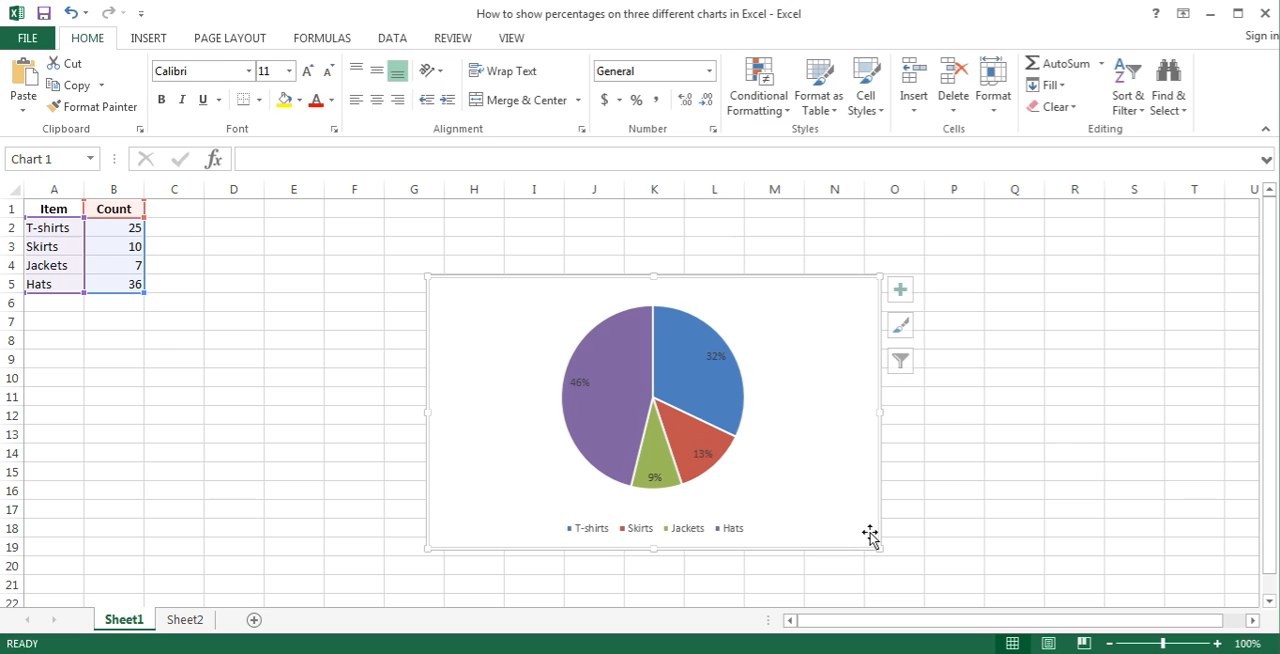 How to show percentages on three different charts in Excel - Excel
?
FILE HOME INSERT PAGE LAYOUT FORMULAS DATA REVIEW VIEW Sign in
Paste
Cut
Copy
Format Painter
Clipboard
Calibri 11
B I U
Font
Wrap Text
Merge & Center
Alignment
General
$ % ,
Number
Conditional
Formatting
Format as
Table
Cell
Styles
Styles
Insert Delete Format
Cells
AutoSum
Fill
Clear
Sort &
Filter
Find &
Select
Editing
Chart 1 fx
A B C D E F G H I J K L M N O P Q R S T U
1 Item Count
2 T-shirts 25
3 Skirts 10
4 Jackets 7
5 Hats 36
6
7
8
9
10
11
12
13
14
15
16
17
18
19
20
21
22
32%
46%
13%
9%
T-shirts Skirts Jackets Hats
Sheet1 Sheet2
READY 100%